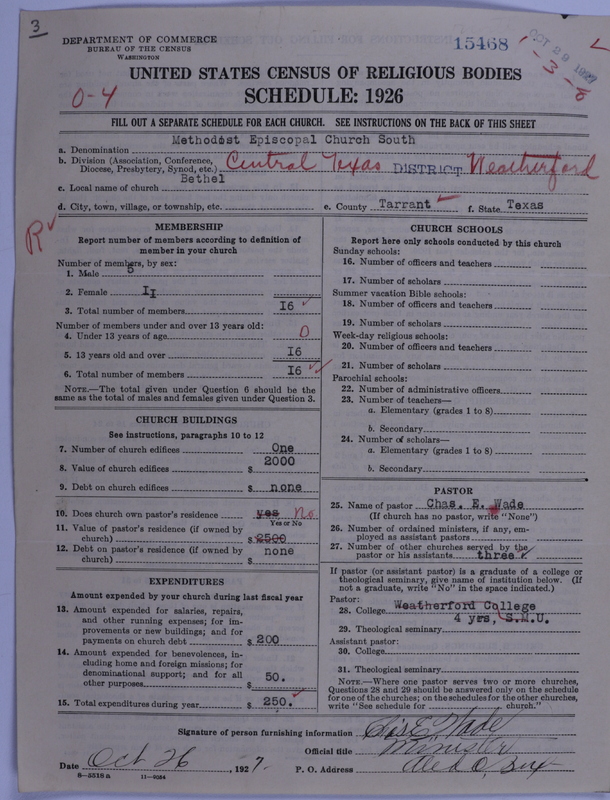 3
DEPARTMENT OF COMMERCE
BUREAU OF THE CENSUS
WASHINGTON
15468
OCT 29 1927
1-3-
UNITED STATES CENSUS OF RELIGIOUS BODIES
SCHEDULE: 1926
0-4
FILL OUT A SEPARATE SCHEDULE FOR EACH CHURCH. SEE INSTRUCTIONS ON THE BACK OF THIS SHEET
a. Denomination Methodist Episcopal Church South
b. Division (Association, Conference, Diocese, Presbytery, Synod, etc.) Central Texas DISTRICT Weatherford
c. Local name of church Bethel
d. City, town, village, or township, etc. e. County Tarrant f. State Texas
R
MEMBERSHIP
Report number of members according to definition of
member in your church
Number of members, by sex:
1. Male 5
2. Female II
3. Total number of members I6
Number of members under and over 13 years old:
4. Under 13 years of age 0
5. 13 years old and over I6
6. Total number of members I6
NOTE.—The total given under Question 6 should be
same as the total of males and females given under Question 3.
CHURCH BUILDINGS
See instructions, paragraphs 10 to 12
7. Number of church edifices One
8. Value of church edifices $ 2000
9. Debt on church edifices $ none
10. Does church own pastor's residence yes No
Yes or No
11. Value of pastor's residence (if owned by
church) $ 2500
12. Debt on pastor's residence (if owned by
church) $ none
EXPENDITURES
Amount expended by your church during last fiscal year
13. Amount expended for salaries, repairs,
and other running expenses; for im-
provements or new buildings; and for
payments on church debt $ 200
14. Amount expended for benevolences, in-
cluding home and foreign missions; for
denominational support; and for all
other purposes $ 50.
15. Total expenditures during year $ 250.
CHURCH SCHOOLS
Report here only schools conducted by this church
Sunday schools:
16. Number of officers and teachers
17. Number of scholars
Summer vacation Bible schools:
18. Number of officers and teachers
19. Number of scholars
Week-day religious schools:
20. Number of officers and teachers
21. Number of scholars
Parochial schools:
22. Number of administrative officers
23. Number of teachers—
a. Elementary (grades 1 to 8)
b. Secondary
24. Number of scholars—
a. Elementary (grades 1 to 8)
b. Secondary
PASTOR
25. Name of pastor Chas. E. Wade
(If church has no pastor, write "None")
26. Number of ordained ministers, if any, em-
ployed as assistant pastors
27. Number of other churches served by the
pastor or his assistants three
If pastor (or assistant pastor) is a graduate of a college or
theological seminary, give name of institution below. (If
not a graduate, write "No" in the space indicated.)
Pastor:
28. College Weatherford College
4 yrs, S.M.U.
29. Theological seminary
Assistant pastor:
30. College
31. Theological seminary
NOTE.—Where one pastor serves two or more churches,
Questions 28 and 29 should be answered only on the schedule
for one of the churches; on the schedules for the other churches,
write "See schedule for church."
Signature of person furnishing information Chas E Wade
Official title Minister
Date Oct 26, 1927. P. O. Address Aledo, Tex
8-5518a 11-9084